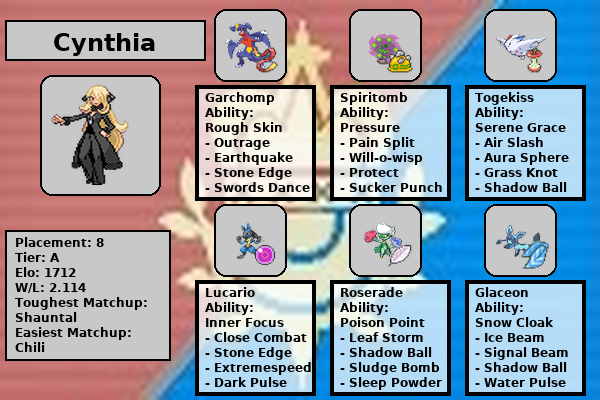 Cynthia
Garchomp
Ability:
Rough Skin
- Outrage
- Earthquake
- Stone Edge
- Swords Dance
Spiritomb
Ability:
Pressure
- Pain Split
- Will-o-wisp
- Protect
- Sucker Punch
Togekiss
Ability:
Serene Grace
- Air Slash
- Aura Sphere
- Grass Knot
- Shadow Ball
Placement: 8
Tier: A
Elo: 1712
W/L: 2.114
Toughest Matchup:
Shauntal
Easiest Matchup:
Chili
Lucario
Ability:
Inner Focus
- Close Combat
- Stone Edge
- Extremespeed
- Dark Pulse
Roserade
Ability:
Poison Point
- Leaf Storm
- Shadow Ball
- Sludge Bomb
- Sleep Powder
Glaceon
Ability:
Snow Cloak
- Ice Beam
- Signal Beam
- Shadow Ball
- Water Pulse